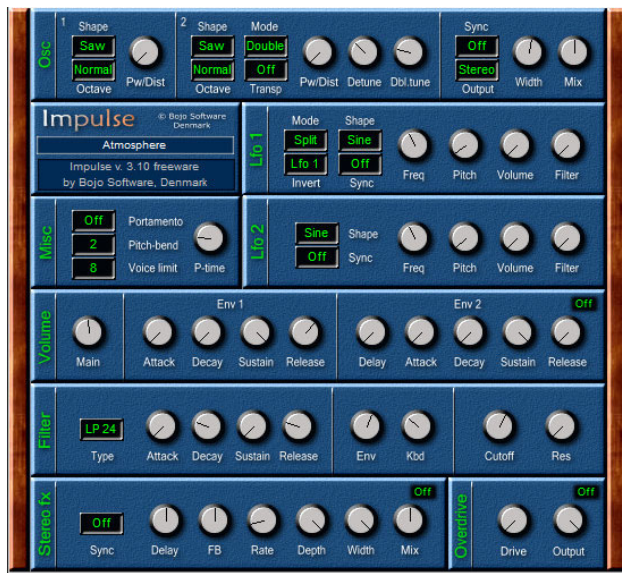 Osc
1 Shape
Saw
Normal
Octave
Pw/Dist
2 Shape Mode
Saw Double
Normal Off
Octave Transp
Pw/Dist Detune Dbl.tune
Sync
Off
Stereo
Output
Width Mix
Impulse
© Bojo Software
Denmark
Atmosphere
Impulse v. 3.10 freeware
by Bojo Software, Denmark
Lfo 1
Mode Shape
Split Sine
Lfo 1 Off
Invert Sync
Freq Pitch Volume Filter
Misc
Off Portamento
2 Pitch-bend
8 Voice limit
P-time
Lfo 2
Sine Shape
Off Sync
Freq Pitch Volume Filter
Volume
Main
Env 1
Attack Decay Sustain Release
Env 2
Off
Delay Attack Decay Sustain Release
Filter
LP 24
Type
Attack Decay Sustain Release
Env Kbd
Cutoff Res
Stereo fx
Off
Off
Sync
Delay FB Rate Depth Width Mix
Overdrive
Off
Drive Output